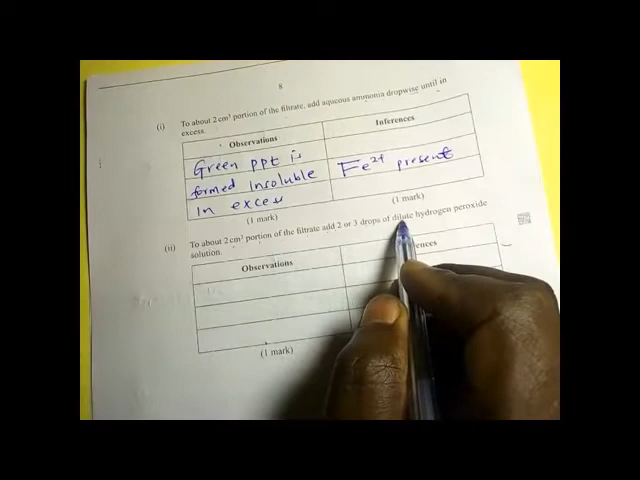 8
(i) To about 2 cm³ portion of the filtrate, add aqueous ammonia dropwise until in
excess.
Observations Inferences
Green ppt is
formed insoluble
in excess
Fe²⁺ present
(1 mark) (1 mark)
(ii) To about 2 cm³ portion of the filtrate add 2 or 3 drops of dilute hydrogen peroxide
solution.
Observations ferences
(1 mark)